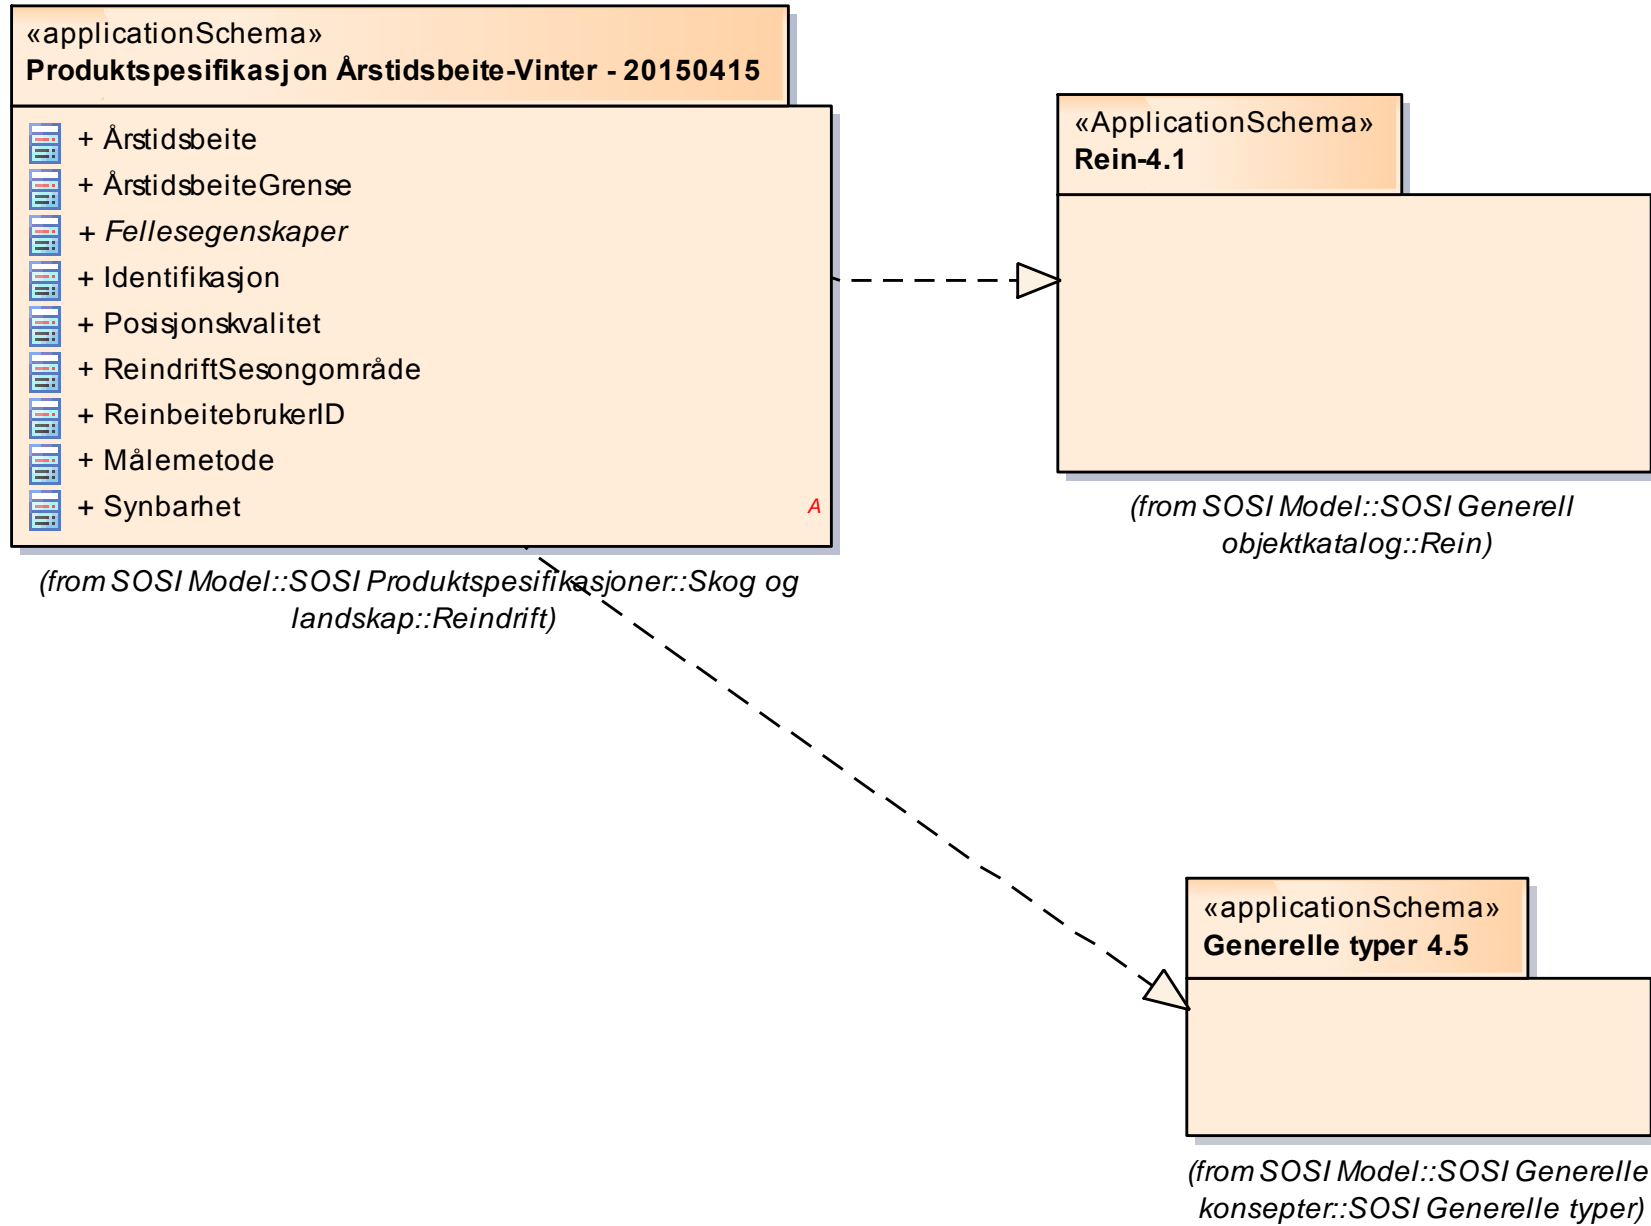 «applicationSchema»
Produktspesifikasjon Årstidsbeite-Vinter - 20150415
+ Årstidsbeite
+ ÅrstidsbeiteGrense
+ Fellesegenskaper
+ Identifikasjon
+ Posisjonskvalitet
+ ReindriftSesongområde
+ ReinbeitebrukerID
+ Målemetode
+ Synbarhet
A
(from SOSI Model::SOSI Produktspesifikasjoner::Skog og
landskap::Reindrift)
«ApplicationSchema»
Rein-4.1
(from SOSI Model::SOSI Generell
objektkatalog::Rein)
«applicationSchema»
Generelle typer 4.5
(from SOSI Model::SOSI Generelle
konsepter::SOSI Generelle typer)